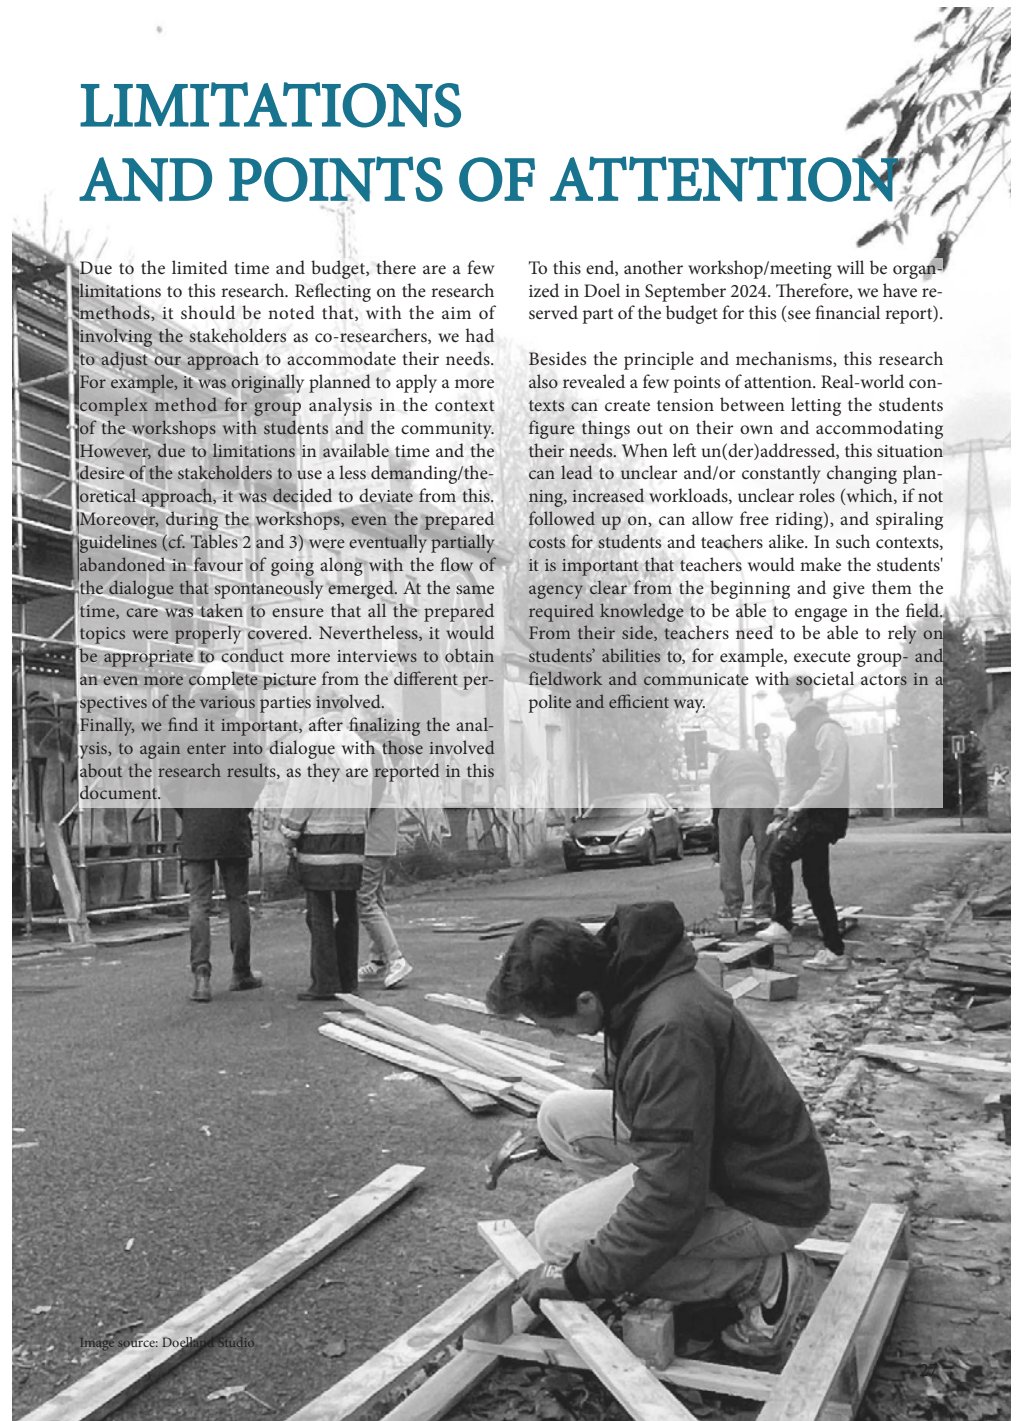 LIMITATIONS
AND POINTS OF ATTENTION
Due to the limited time and budget, there are a few
limitations to this research. Reflecting on the research
methods, it should be noted that, with the aim of
involving the stakeholders as co-researchers, we had
to adjust our approach to accommodate their needs.
For example, it was originally planned to apply a more
complex method for group analysis in the context
of the workshops with students and the community.
However, due to limitations in available time and the
desire of the stakeholders to use a less demanding/the-
oretical approach, it was decided to deviate from this.
Moreover, during the workshops, even the prepared
guidelines (cf. Tables 2 and 3) were eventually partially
abandoned in favour of going along with the flow of
the dialogue that spontaneously emerged. At the same
time, care was taken to ensure that all the prepared
topics were properly covered. Nevertheless, it would
be appropriate to conduct more interviews to obtain
an even more complete picture from the different per-
spectives of the various parties involved.
Finally, we find it important, after finalizing the anal-
ysis, to again enter into dialogue with those involved
about the research results, as they are reported in this
document.
To this end, another workshop/meeting will be organ-
ized in Doel in September 2024. Therefore, we have re-
served part of the budget for this (see financial report).
Besides the principle and mechanisms, this research
also revealed a few points of attention. Real-world con-
texts can create tension between letting the students
figure things out on their own and accommodating
their needs. When left un(der)addressed, this situation
can lead to unclear and/or constantly changing plan-
ning, increased workloads, unclear roles (which, if not
followed up on, can allow free riding), and spiraling
costs for students and teachers alike. In such contexts,
it is important that teachers would make the students'
agency clear from the beginning and give them the
required knowledge to be able to engage in the field.
From their side, teachers need to be able to rely on
students’ abilities to, for example, execute group- and
fieldwork and communicate with societal actors in a
polite and efficient way.
Image source: Doelland Studio